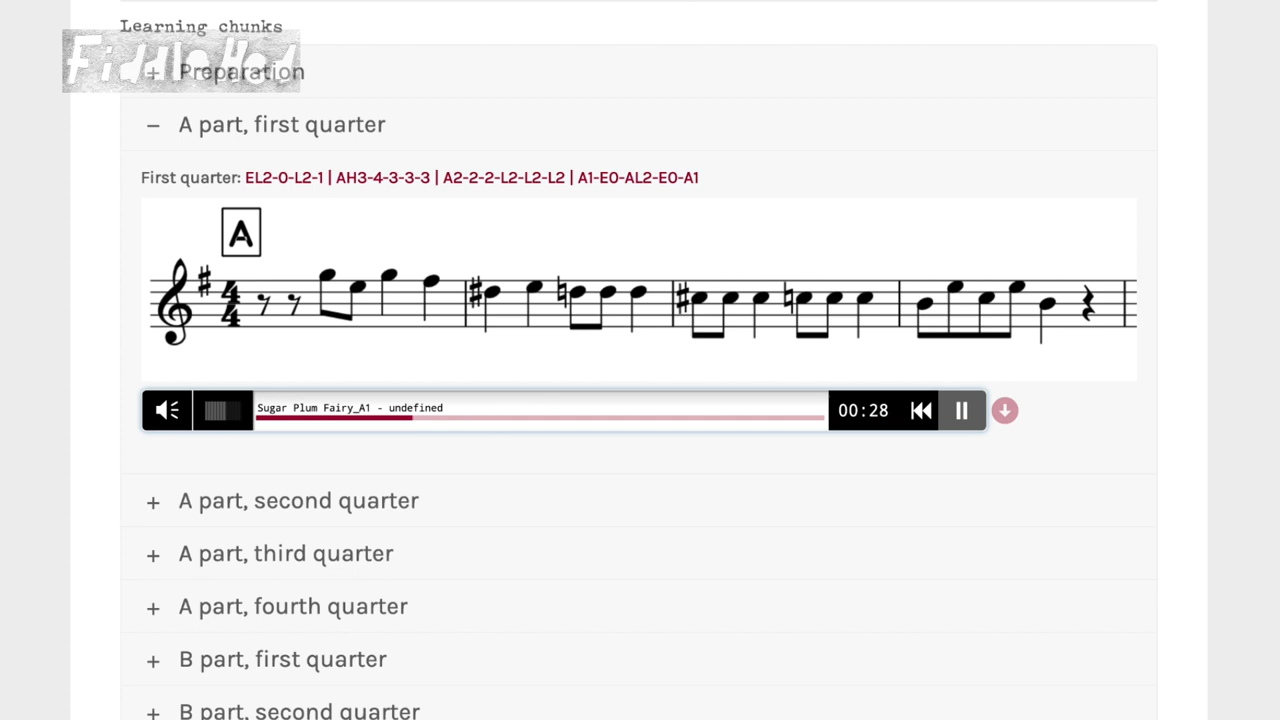 Learning chunks
FiddleHed
+ Preparation
– A part, first quarter
First quarter: EL2-0-L2-1 | AH3-4-3-3-3 | A2-2-2-L2-L2-L2 | A1-E0-AL2-E0-A1
A
4
4
Sugar Plum Fairy_A1 - undefined
00:28
+ A part, second quarter
+ A part, third quarter
+ A part, fourth quarter
+ B part, first quarter
+ B part, second quarter